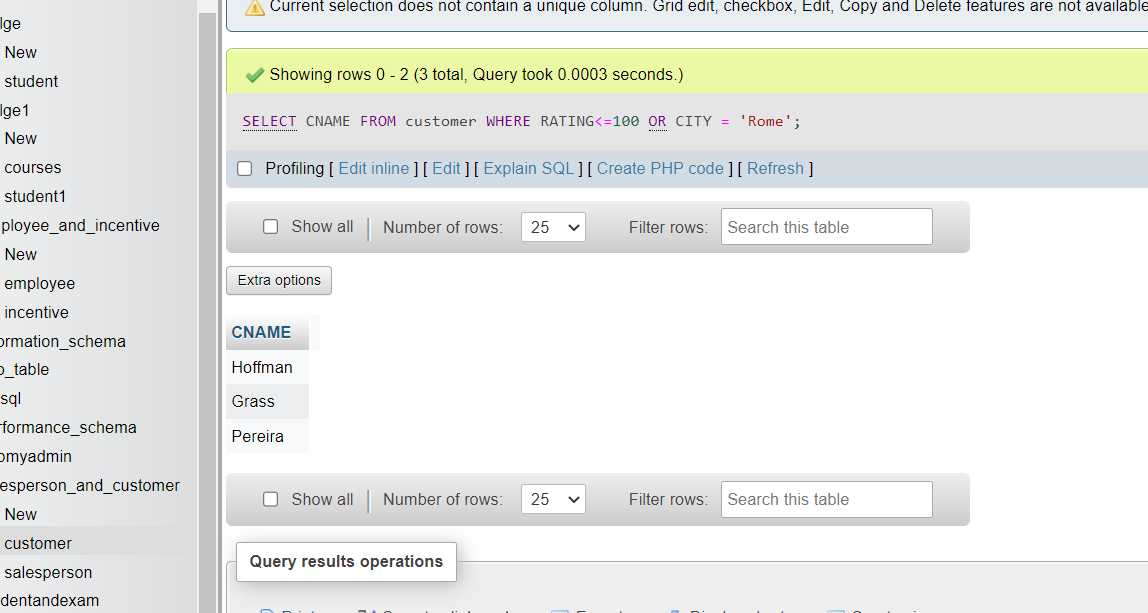 Current selection does not contain a unique column. Grid edit, checkbox, Edit, Copy and Delete features are not available
lge
New
student
lge1
New
courses
student1
ployee_and_incentive
New
employee
incentive
ormation_schema
o_table
sql
rformance_schema
omyadmin
esperson_and_customer
New
customer
salesperson
dentandexam
Showing rows 0 - 2 (3 total, Query took 0.0003 seconds.)
SELECT CNAME FROM customer WHERE RATING<=100 OR CITY = 'Rome';
Profiling [ Edit inline ] [ Edit ] [ Explain SQL ] [ Create PHP code ] [ Refresh ]
Show all Number of rows: 25 Filter rows: Search this table
Extra options
CNAME
Hoffman
Grass
Pereira
Show all Number of rows: 25 Filter rows: Search this table
Query results operations